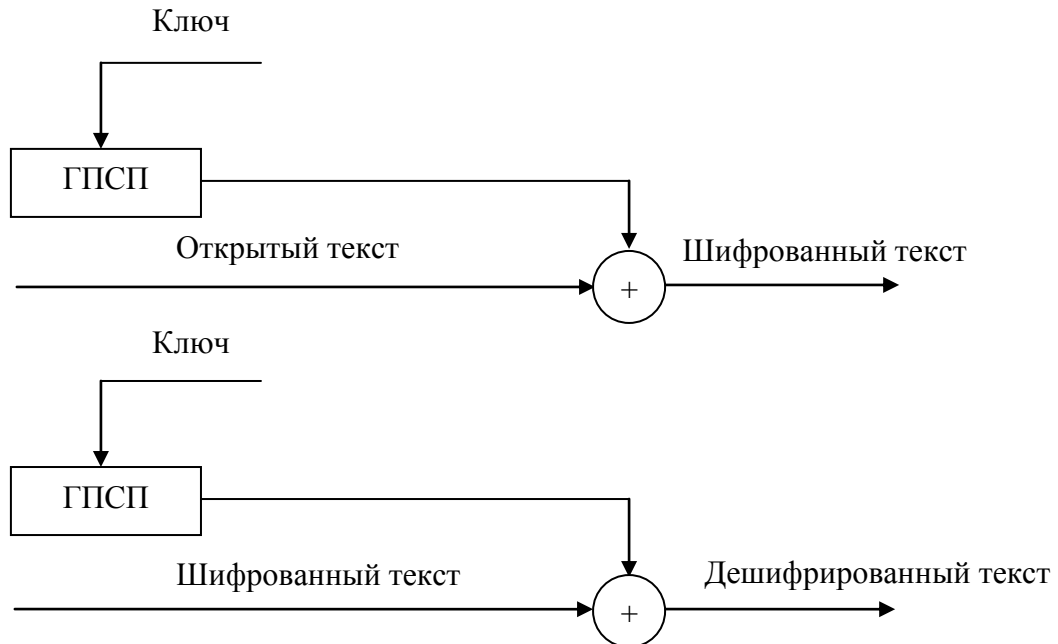 Ключ
ГПСП
Открытый текст
Шифрованный текст
+
Ключ
ГПСП
Шифрованный текст
Дешифрированный текст
+